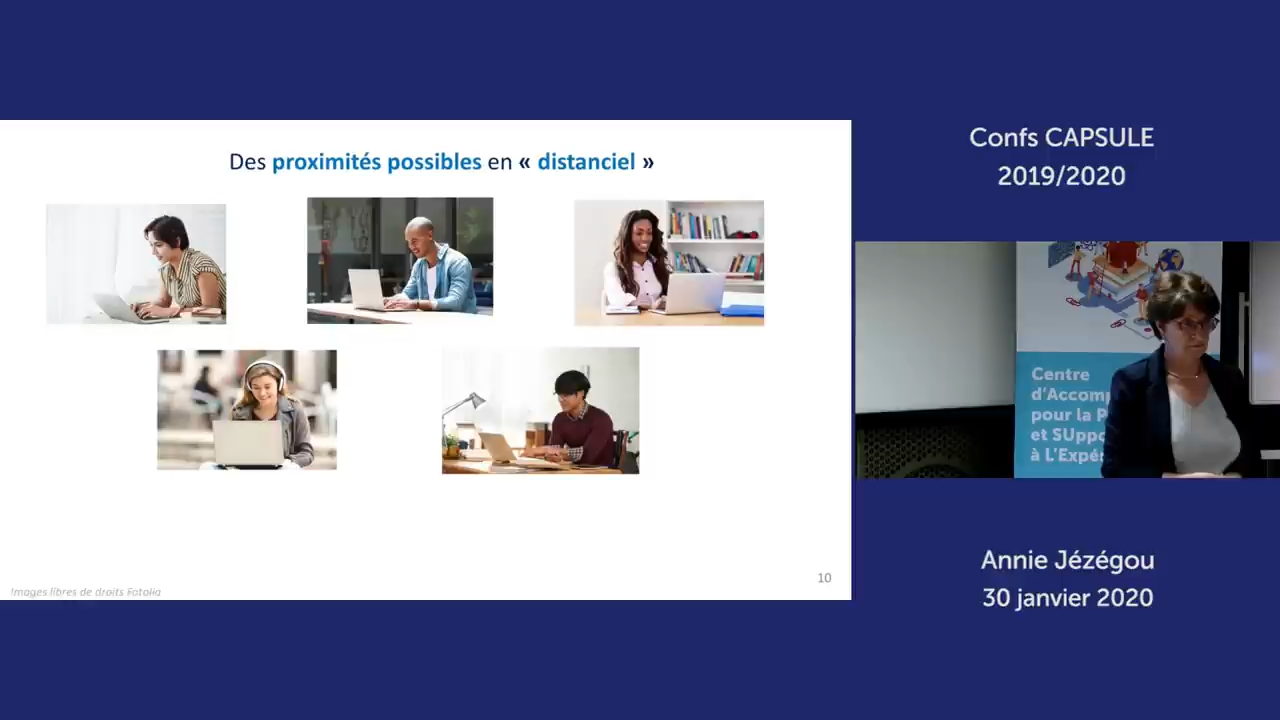 Des proximités possibles en « distanciel »
Images libres de droits Fotolia
10
Confs CAPSULE
2019/2020
Centre
d'Accom
pour la P
et SUppo
à L'Expé
Annie Jézégou
30 janvier 2020